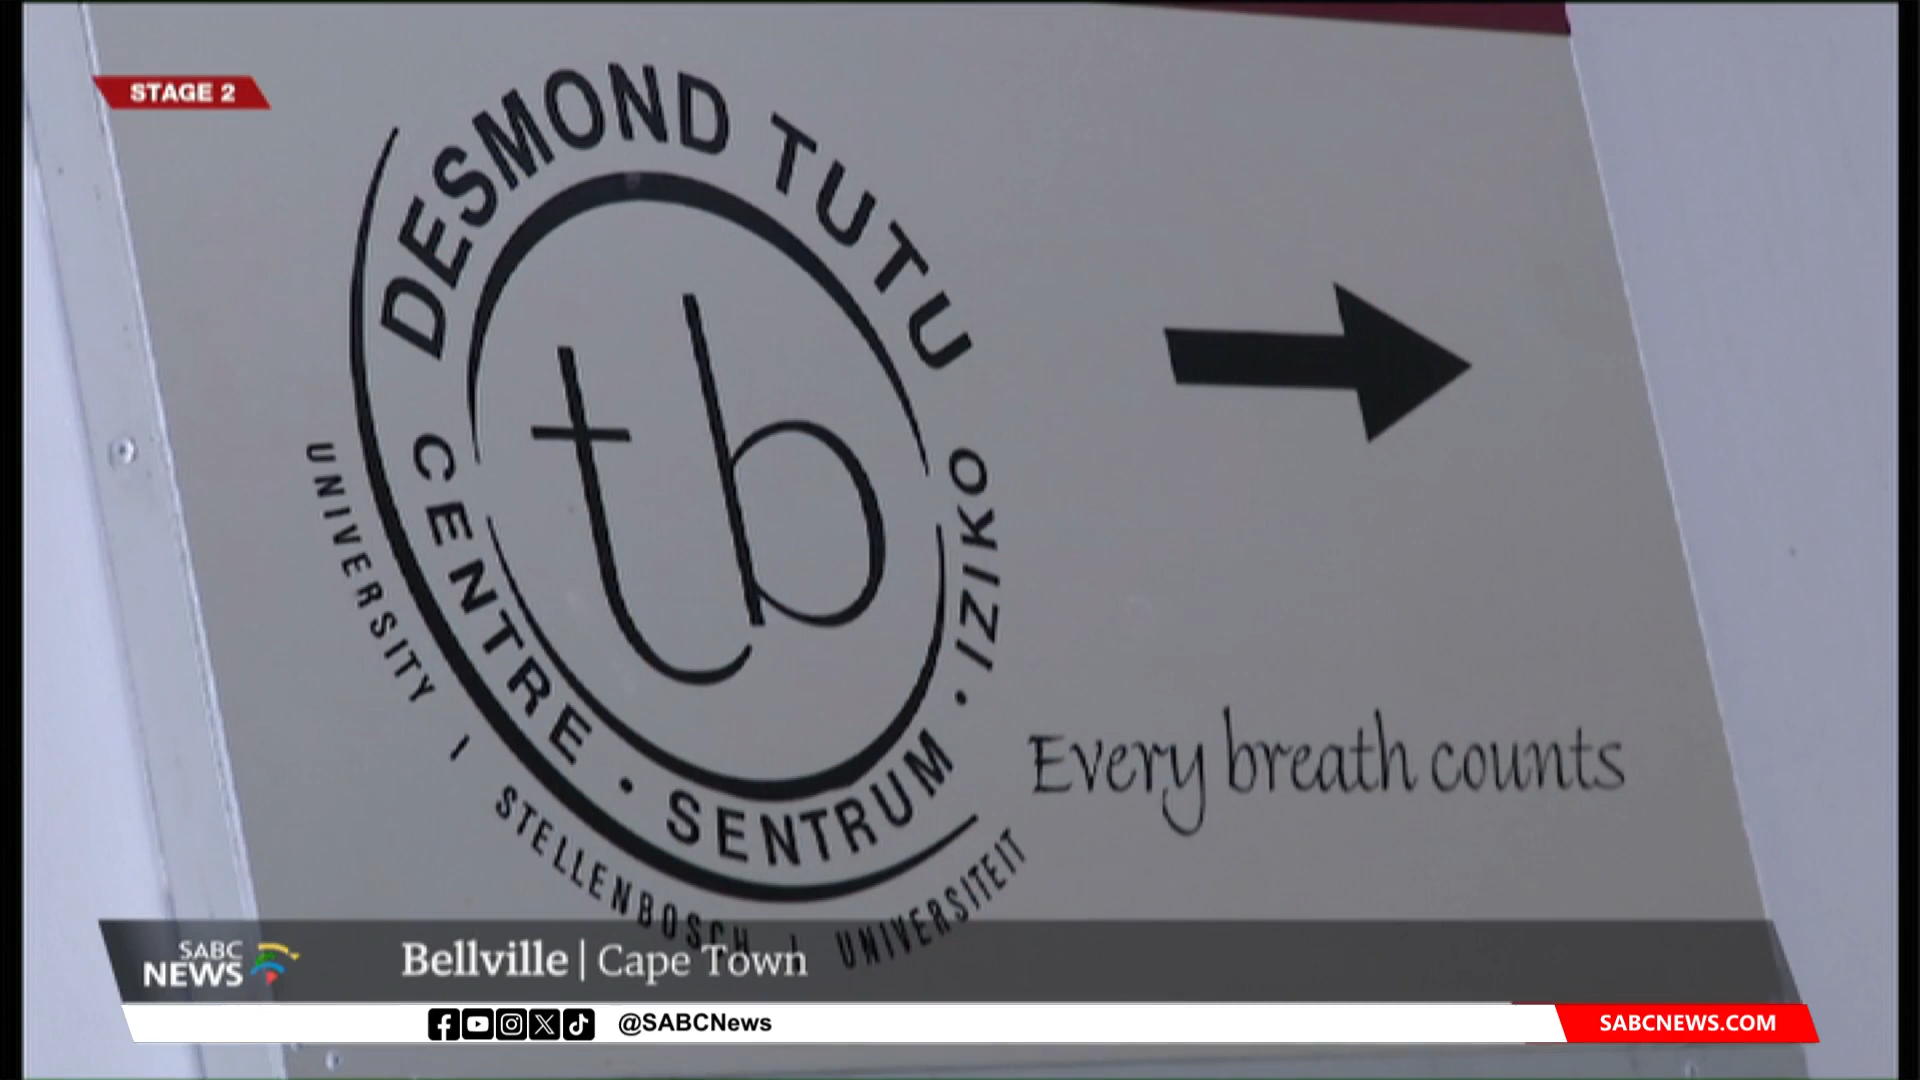 STAGE 2
DESMOND TUTU
tb
CENTRE • SENTRUM • IZIKO
UNIVERSITY | STELLENBOSCH | UNIVERSITEIT
Every breath counts
SABC
NEWS
Bellville | Cape Town
@SABCNews
SABCNEWS.COM